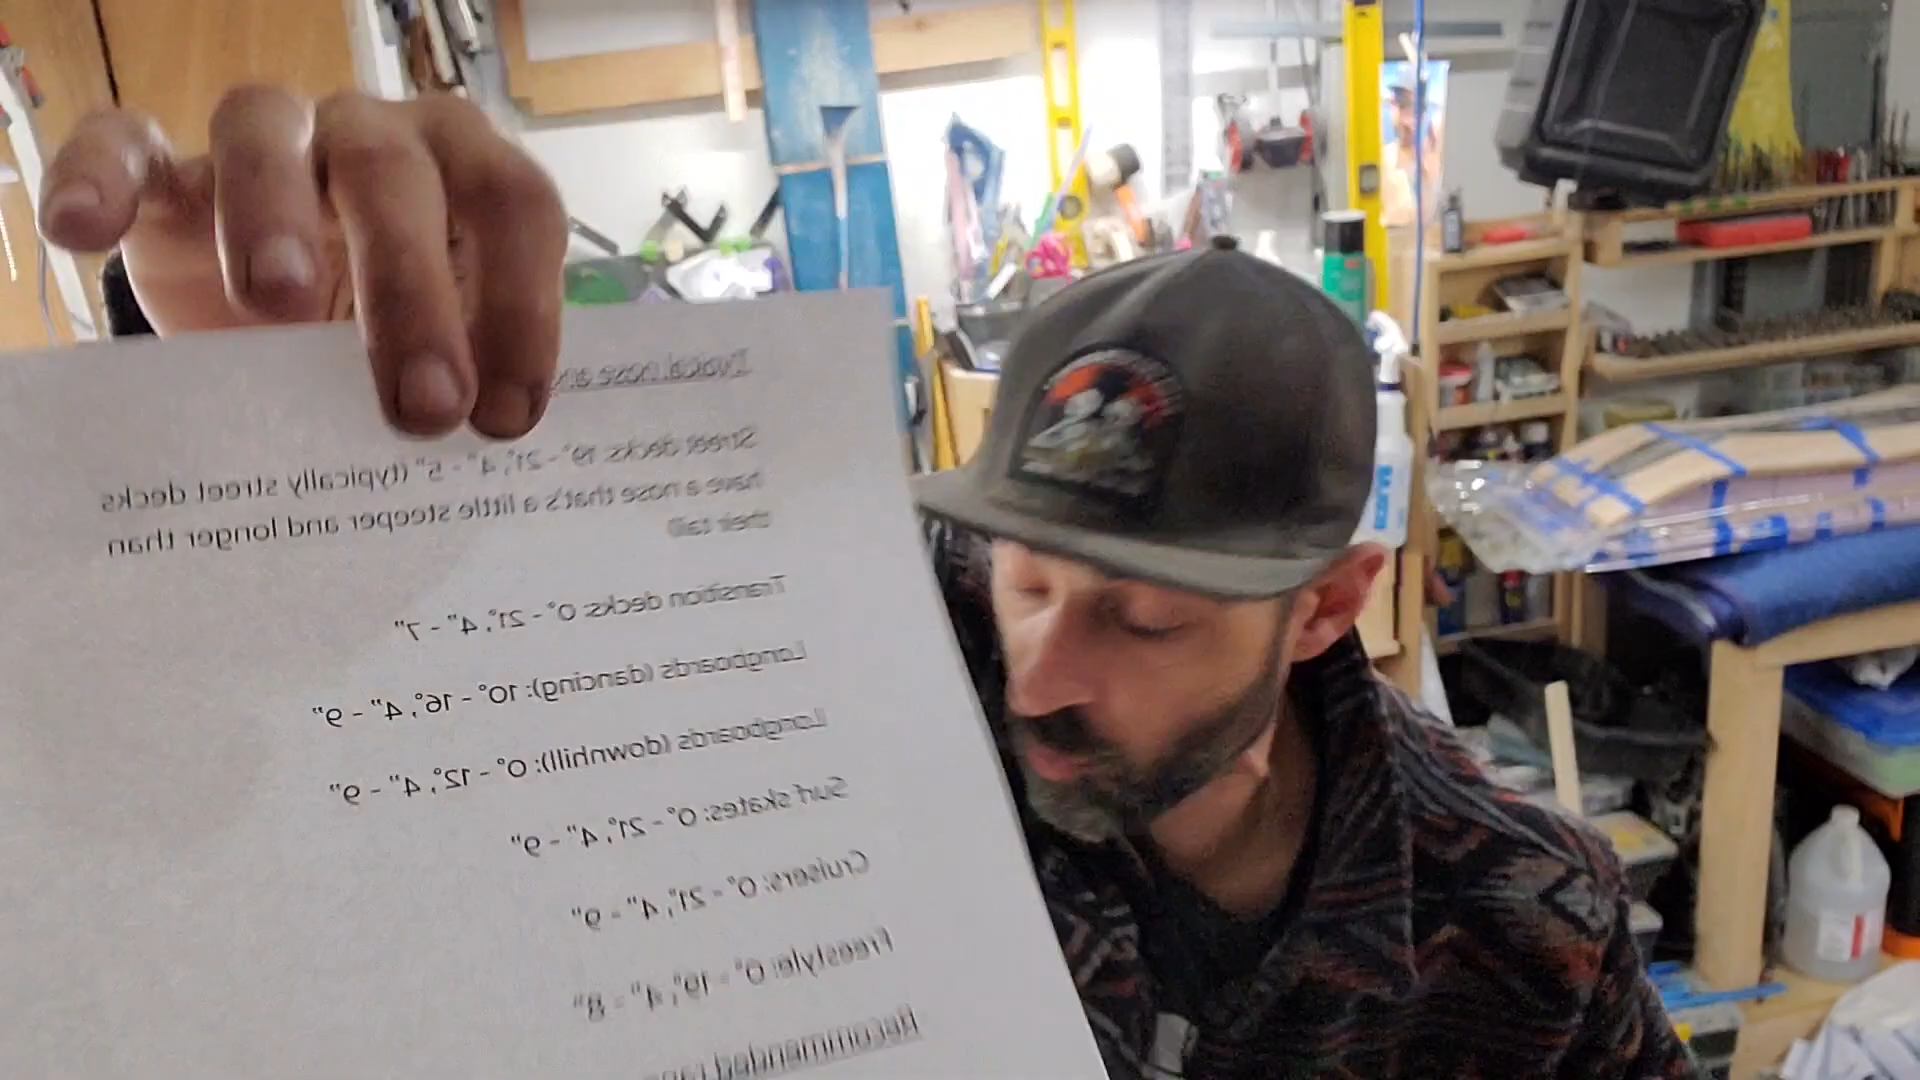 Typical nose an
Street decks: 19° - 21°, 4" - 5" (typically street decks
have a nose that's a little steeper and longer than
their tail)
Transition decks: 0° - 21°, 4" - 7"
Longboards (dancing): 10° - 16°, 4" - 9"
Longboards (downhill): 0° - 12°, 4" - 9"
Surf skates: 0° - 21°, 4" - 9"
Cruisers: 0° - 21°, 4" - 9"
Freestyle: 0° - 19°, 4" - 8"
Recommended